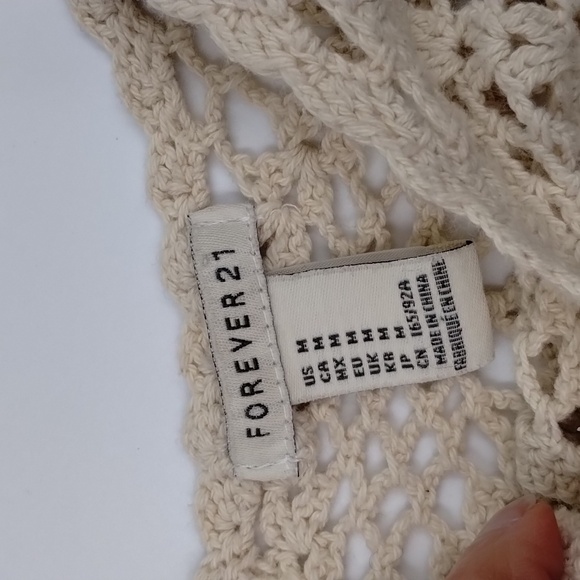 FOREVER 21
US M
CA M
MX M
EU M
UK M
KR M
JP M
CN 165/92A
MADE IN CHINA
FABRIQUÉ EN CHINE